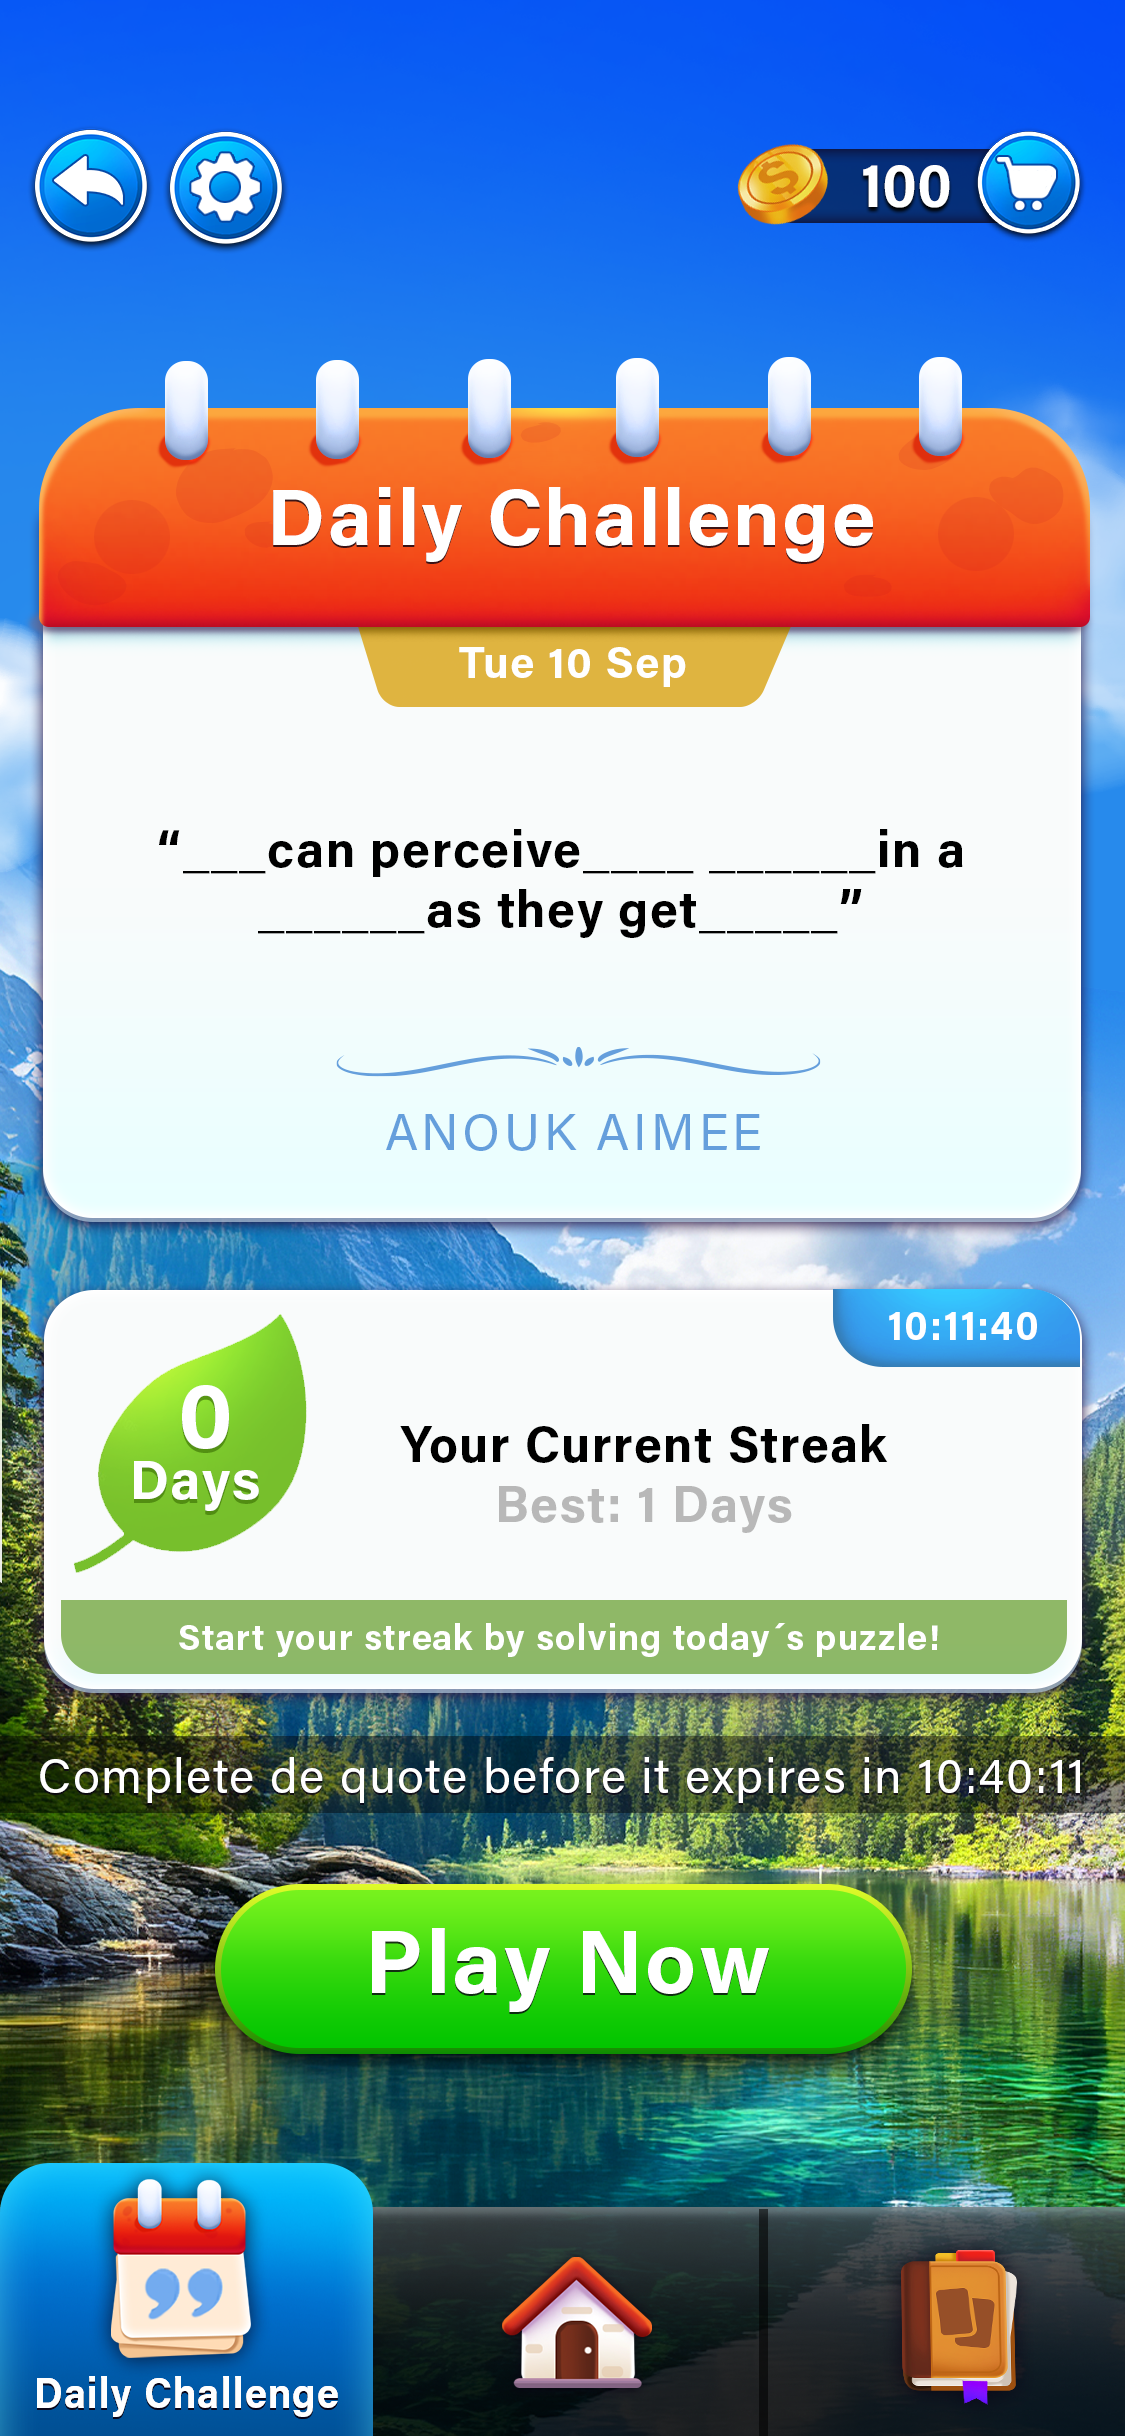 100
Daily Challenge
Tue 10 Sep
“___can perceive____ ______in a
______as they get_____”
ANOUK AIMEE
10:11:40
0
Days
Your Current Streak
Best: 1 Days
Start your streak by solving today´s puzzle!
Complete de quote before it expires in 10:40:11
Play Now
Daily Challenge